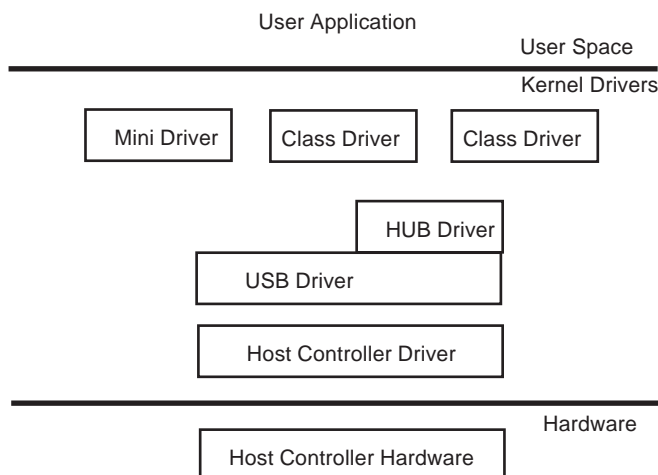 User Application
User Space
Kernel Drivers
Mini Driver
Class Driver
Class Driver
HUB Driver
USB Driver
Host Controller Driver
Hardware
Host Controller Hardware